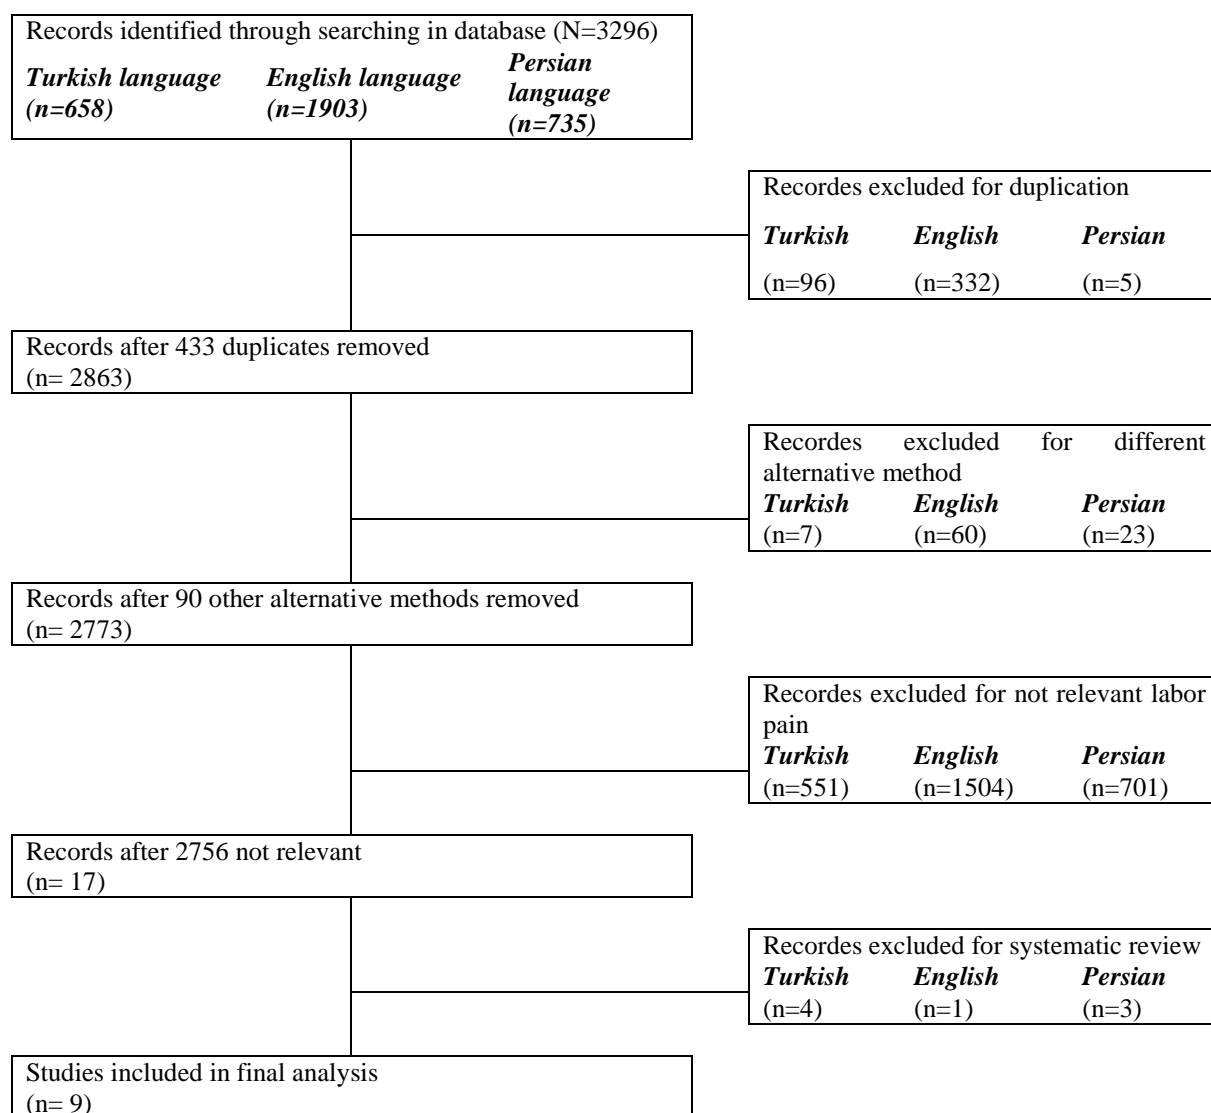 Records identified through searching in database (N=3296)
Turkish language English language Persian
(n=658) (n=1903) language
(n=735)
Recordes excluded for duplication
Turkish English Persian
(n=96) (n=332) (n=5)
Records after 433 duplicates removed
(n= 2863)
Recordes excluded for different
alternative method
Turkish English Persian
(n=7) (n=60) (n=23)
Records after 90 other alternative methods removed
(n= 2773)
Recordes excluded for not relevant labor
pain
Turkish English Persian
(n=551) (n=1504) (n=701)
Records after 2756 not relevant
(n= 17)
Recordes excluded for systematic review
Turkish English Persian
(n=4) (n=1) (n=3)
Studies included in final analysis
(n= 9)